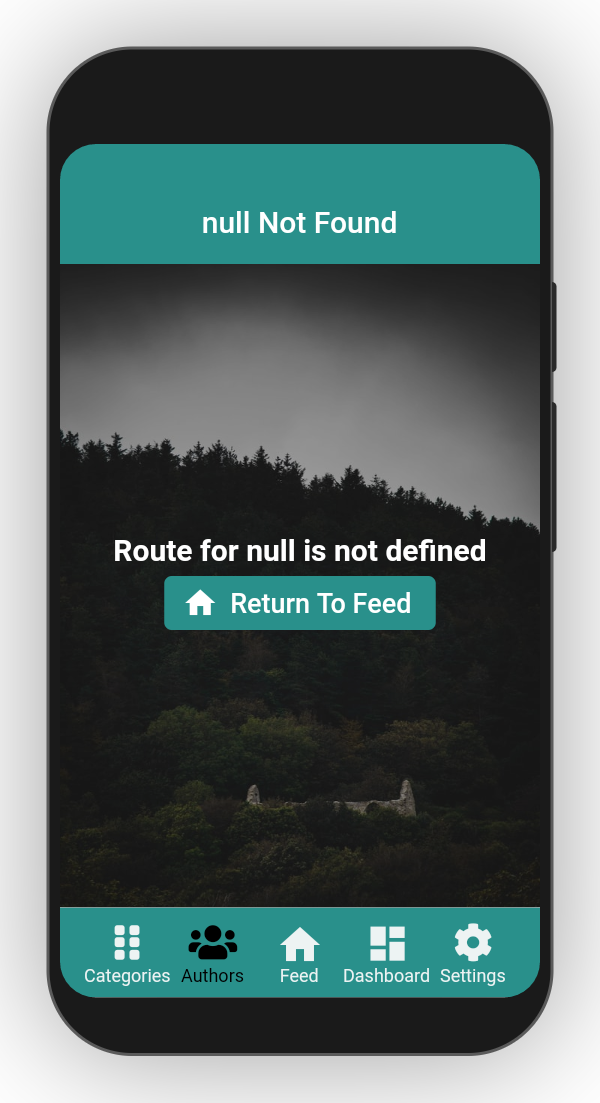 null Not Found
Route for null is not defined
Return To Feed
Categories Authors Feed Dashboard Settings